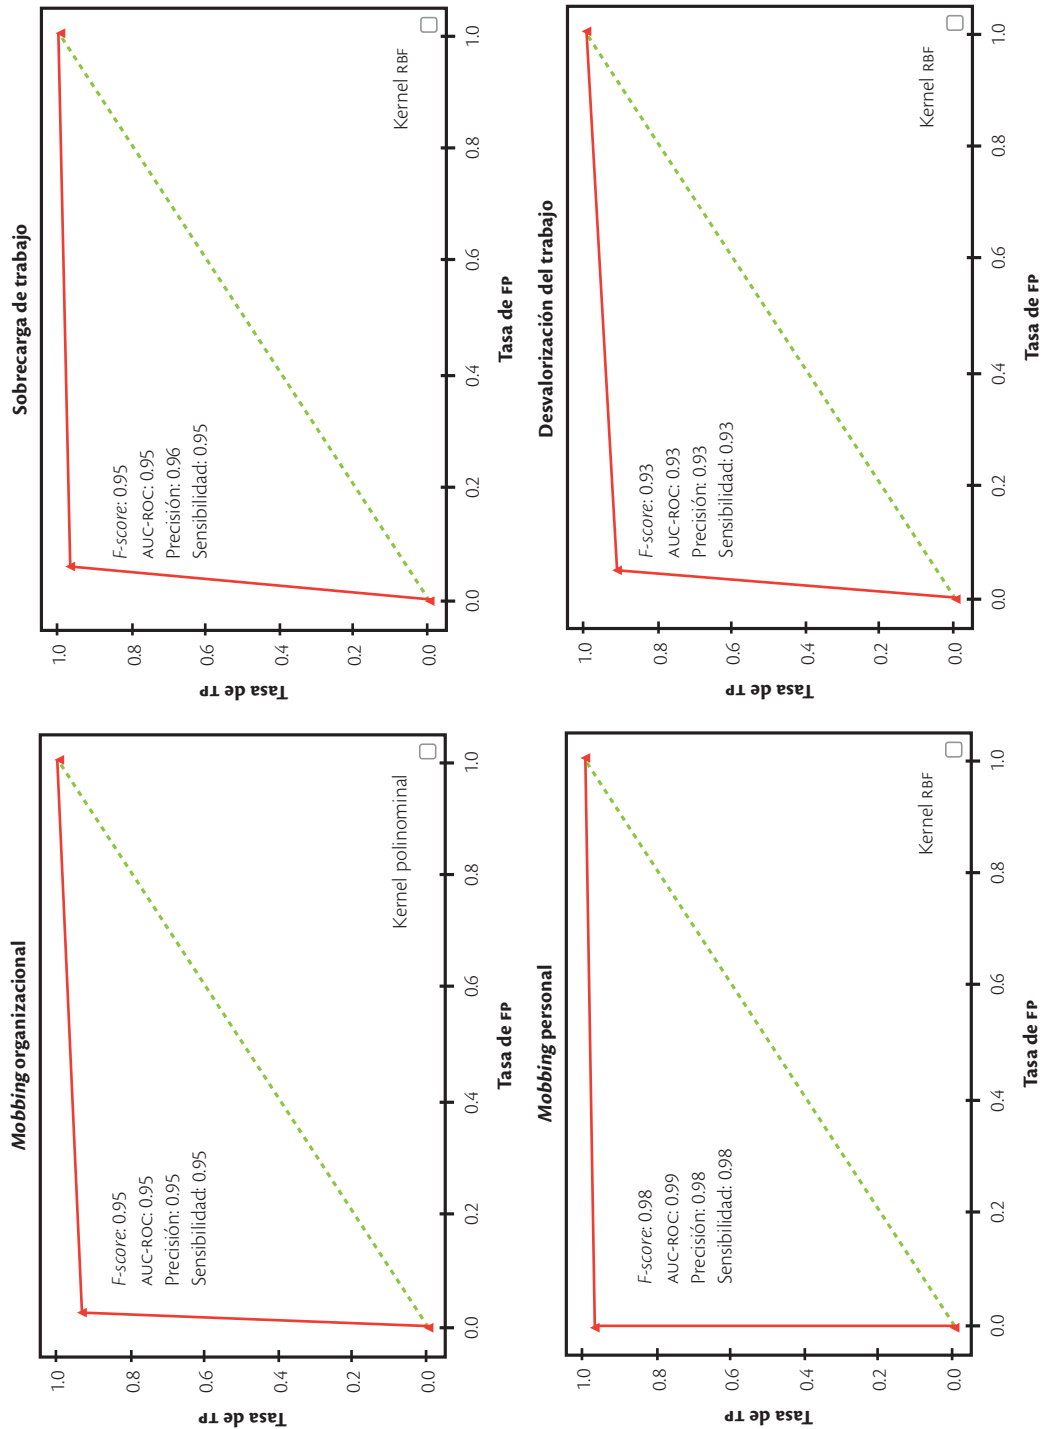 Mobbing organizacional
Tasa de TP
1.0
0.8
0.6
0.4
0.2
0.0
F-score: 0.95
AUC-ROC: 0.95
Precisión: 0.95
Sensibilidad: 0.95
Kernel polinominal
0.0
0.2
0.4
0.6
0.8
1.0
Tasa de FP
Sobrecarga de trabajo
Tasa de TP
1.0
0.8
0.6
0.4
0.2
0.0
F-score: 0.95
AUC-ROC: 0.95
Precisión: 0.96
Sensibilidad: 0.95
Kernel RBF
0.0
0.2
0.4
0.6
0.8
1.0
Tasa de FP
Mobbing personal
Tasa de TP
1.0
0.8
0.6
0.4
0.2
0.0
F-score: 0.98
AUC-ROC: 0.99
Precisión: 0.98
Sensibilidad: 0.98
Kernel RBF
0.0
0.2
0.4
0.6
0.8
1.0
Tasa de FP
Desvalorización del trabajo
Tasa de TP
1.0
0.8
0.6
0.4
0.2
0.0
F-score: 0.93
AUC-ROC: 0.93
Precisión: 0.93
Sensibilidad: 0.93
Kernel RBF
0.0
0.2
0.4
0.6
0.8
1.0
Tasa de FP